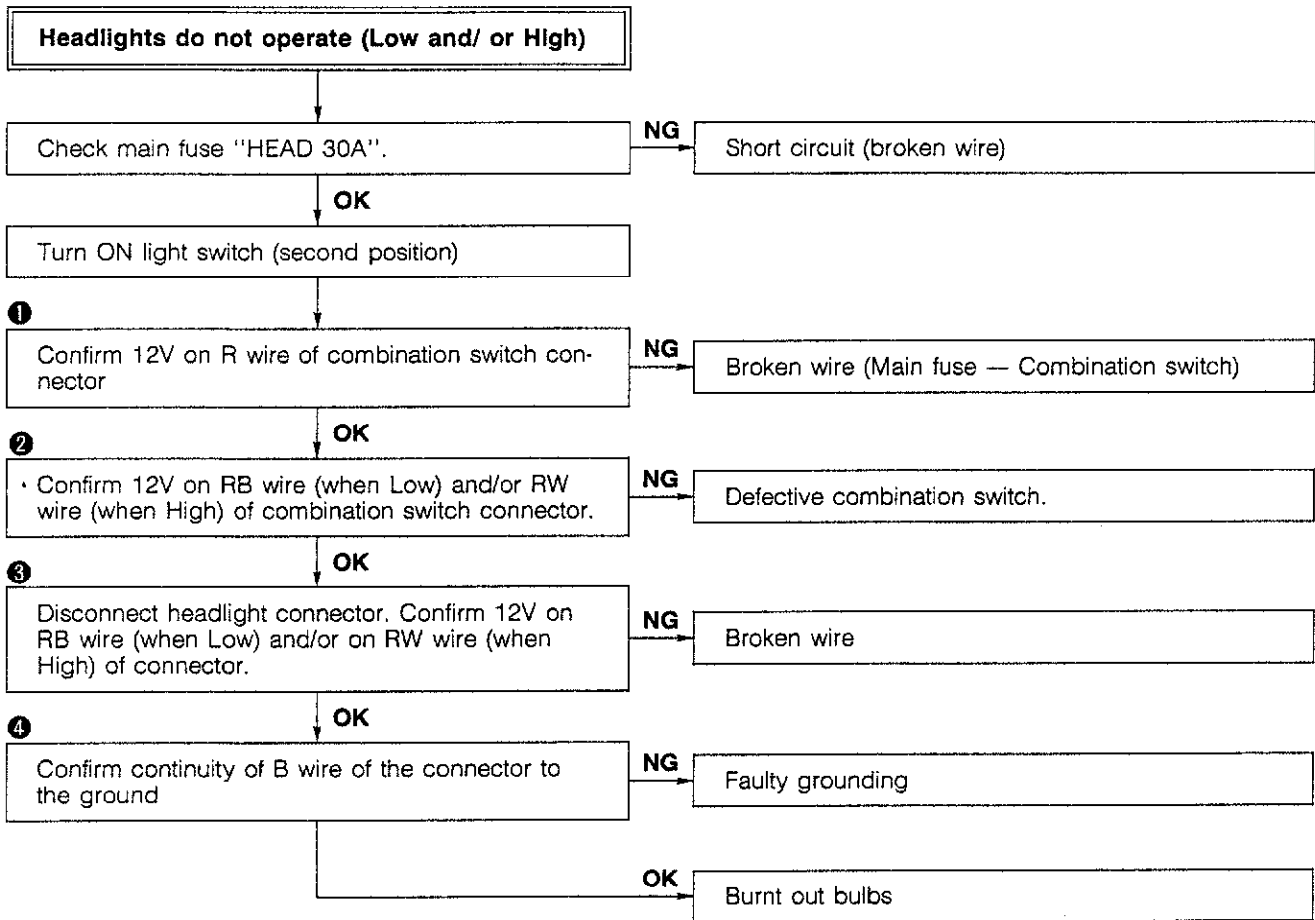 Headlights do not operate (Low and/ or High)
Check main fuse "HEAD 30A".
NG
Short circuit (broken wire)
OK
Turn ON light switch (second position)
❶
Confirm 12V on R wire of combination switch con-
nector
NG
Broken wire (Main fuse — Combination switch)
OK
❷
Confirm 12V on RB wire (when Low) and/or RW
wire (when High) of combination switch connector.
NG
Defective combination switch.
OK
❸
Disconnect headlight connector. Confirm 12V on
RB wire (when Low) and/or on RW wire (when
High) of connector.
NG
Broken wire
OK
❹
Confirm continuity of B wire of the connector to
the ground
NG
Faulty grounding
OK
Burnt out bulbs